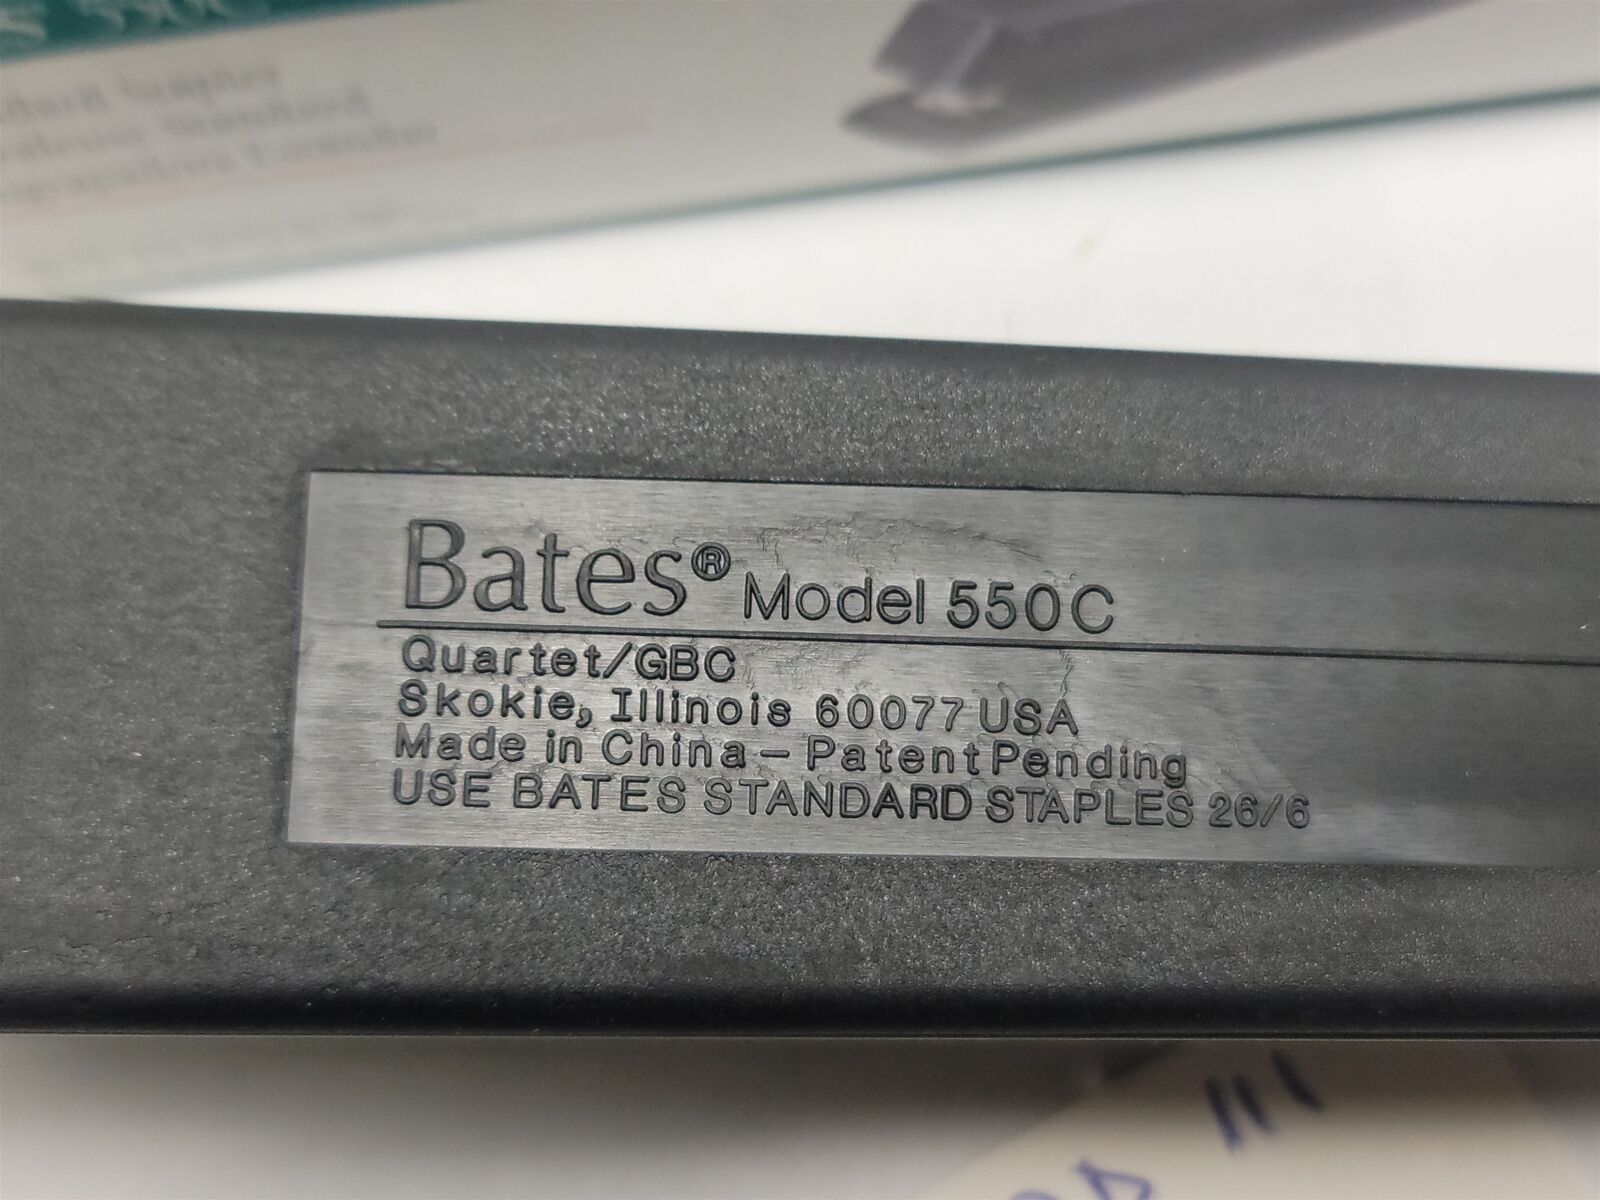 Standard
Bates® Model 550C
Quartet/GBC
Skokie, Illinois 60077 USA
Made in China – Patent Pending
USE BATES STANDARD STAPLES 26/6